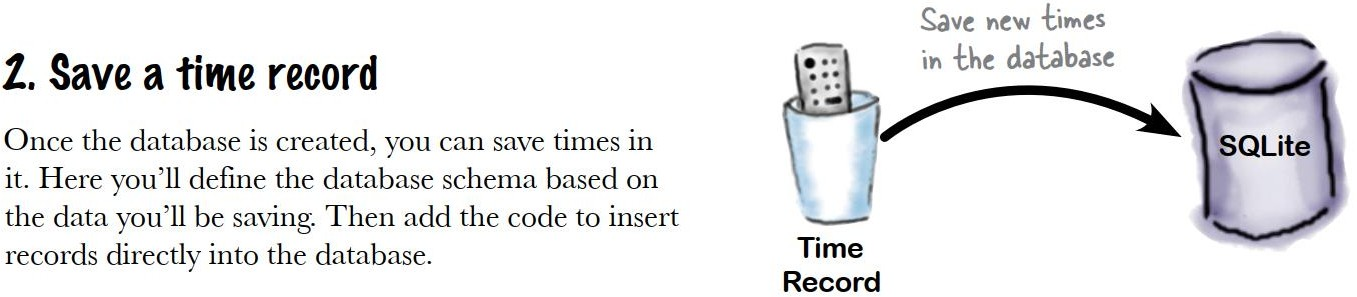 2. Save a time record
Once the database is created, you can save times in
it. Here you’ll define the database schema based on
the data you’ll be saving. Then add the code to insert
records directly into the database.
Save new times
in the database
SQLite
Time
Record